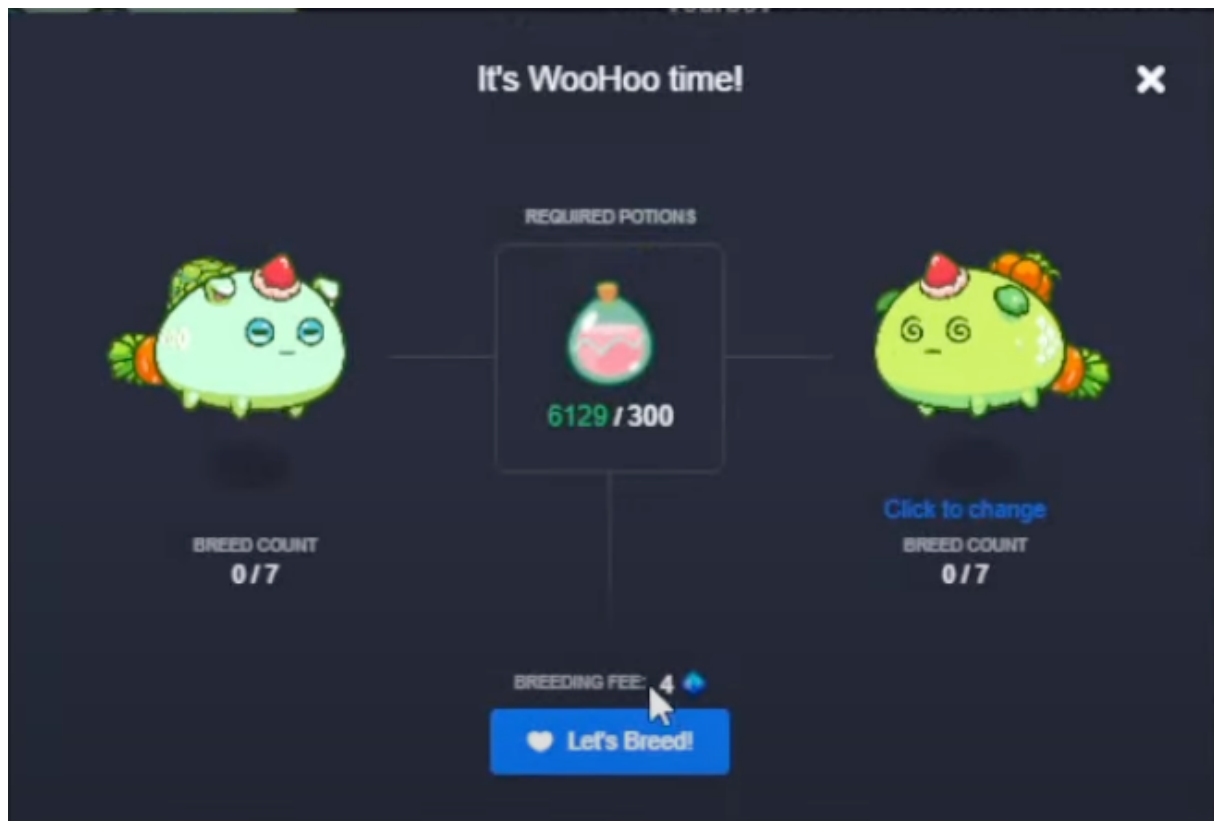 It's WooHoo time!
REQUIRED POTIONS
6129 / 300
Click to change
BREED COUNT
0 / 7
BREED COUNT
0 / 7
BREEDING FEE: 4
Let's Breed!